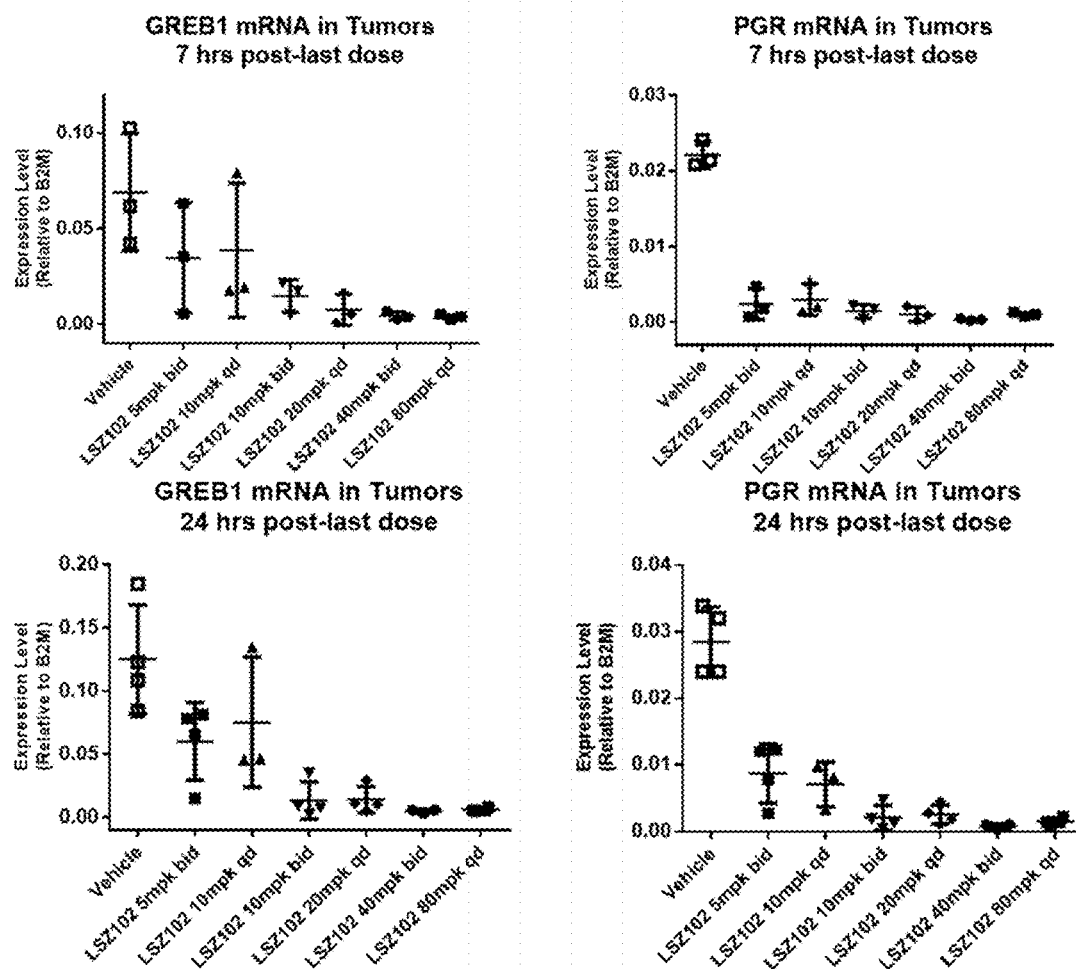 GREB1 mRNA in Tumors
7 hrs post-last dose
Expression Level
(Relative to B2M)
0.10
0.05
0.00
Vehicle
LSZ102 5mpk bid
LSZ102 10mpk qd
LSZ102 10mpk bid
LSZ102 20mpk qd
LSZ102 40mpk bid
LSZ102 80mpk qd
PGR mRNA in Tumors
7 hrs post-last dose
Expression Level
(Relative to B2M)
0.03
0.02
0.01
0.00
Vehicle
LSZ102 5mpk bid
LSZ102 10mpk qd
LSZ102 10mpk bid
LSZ102 20mpk qd
LSZ102 40mpk bid
LSZ102 80mpk qd
GREB1 mRNA in Tumors
24 hrs post-last dose
Expression Level
(Relative to B2M)
0.20
0.15
0.10
0.05
0.00
Vehicle
LSZ102 5mpk bid
LSZ102 10mpk qd
LSZ102 10mpk bid
LSZ102 20mpk qd
LSZ102 40mpk bid
LSZ102 80mpk qd
PGR mRNA in Tumors
24 hrs post-last dose
Expression Level
(Relative to B2M)
0.04
0.03
0.02
0.01
0.00
Vehicle
LSZ102 5mpk bid
LSZ102 10mpk qd
LSZ102 10mpk bid
LSZ102 20mpk qd
LSZ102 40mpk bid
LSZ102 80mpk qd